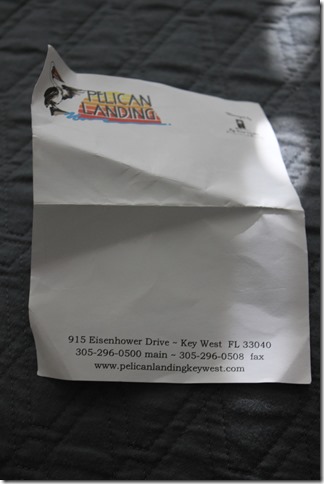 PELICAN
LANDING
915 Eisenhower Drive ~ Key West FL 33040
305-296-0500 main ~ 305-296-0508 fax
www.pelicanlandingkeywest.com